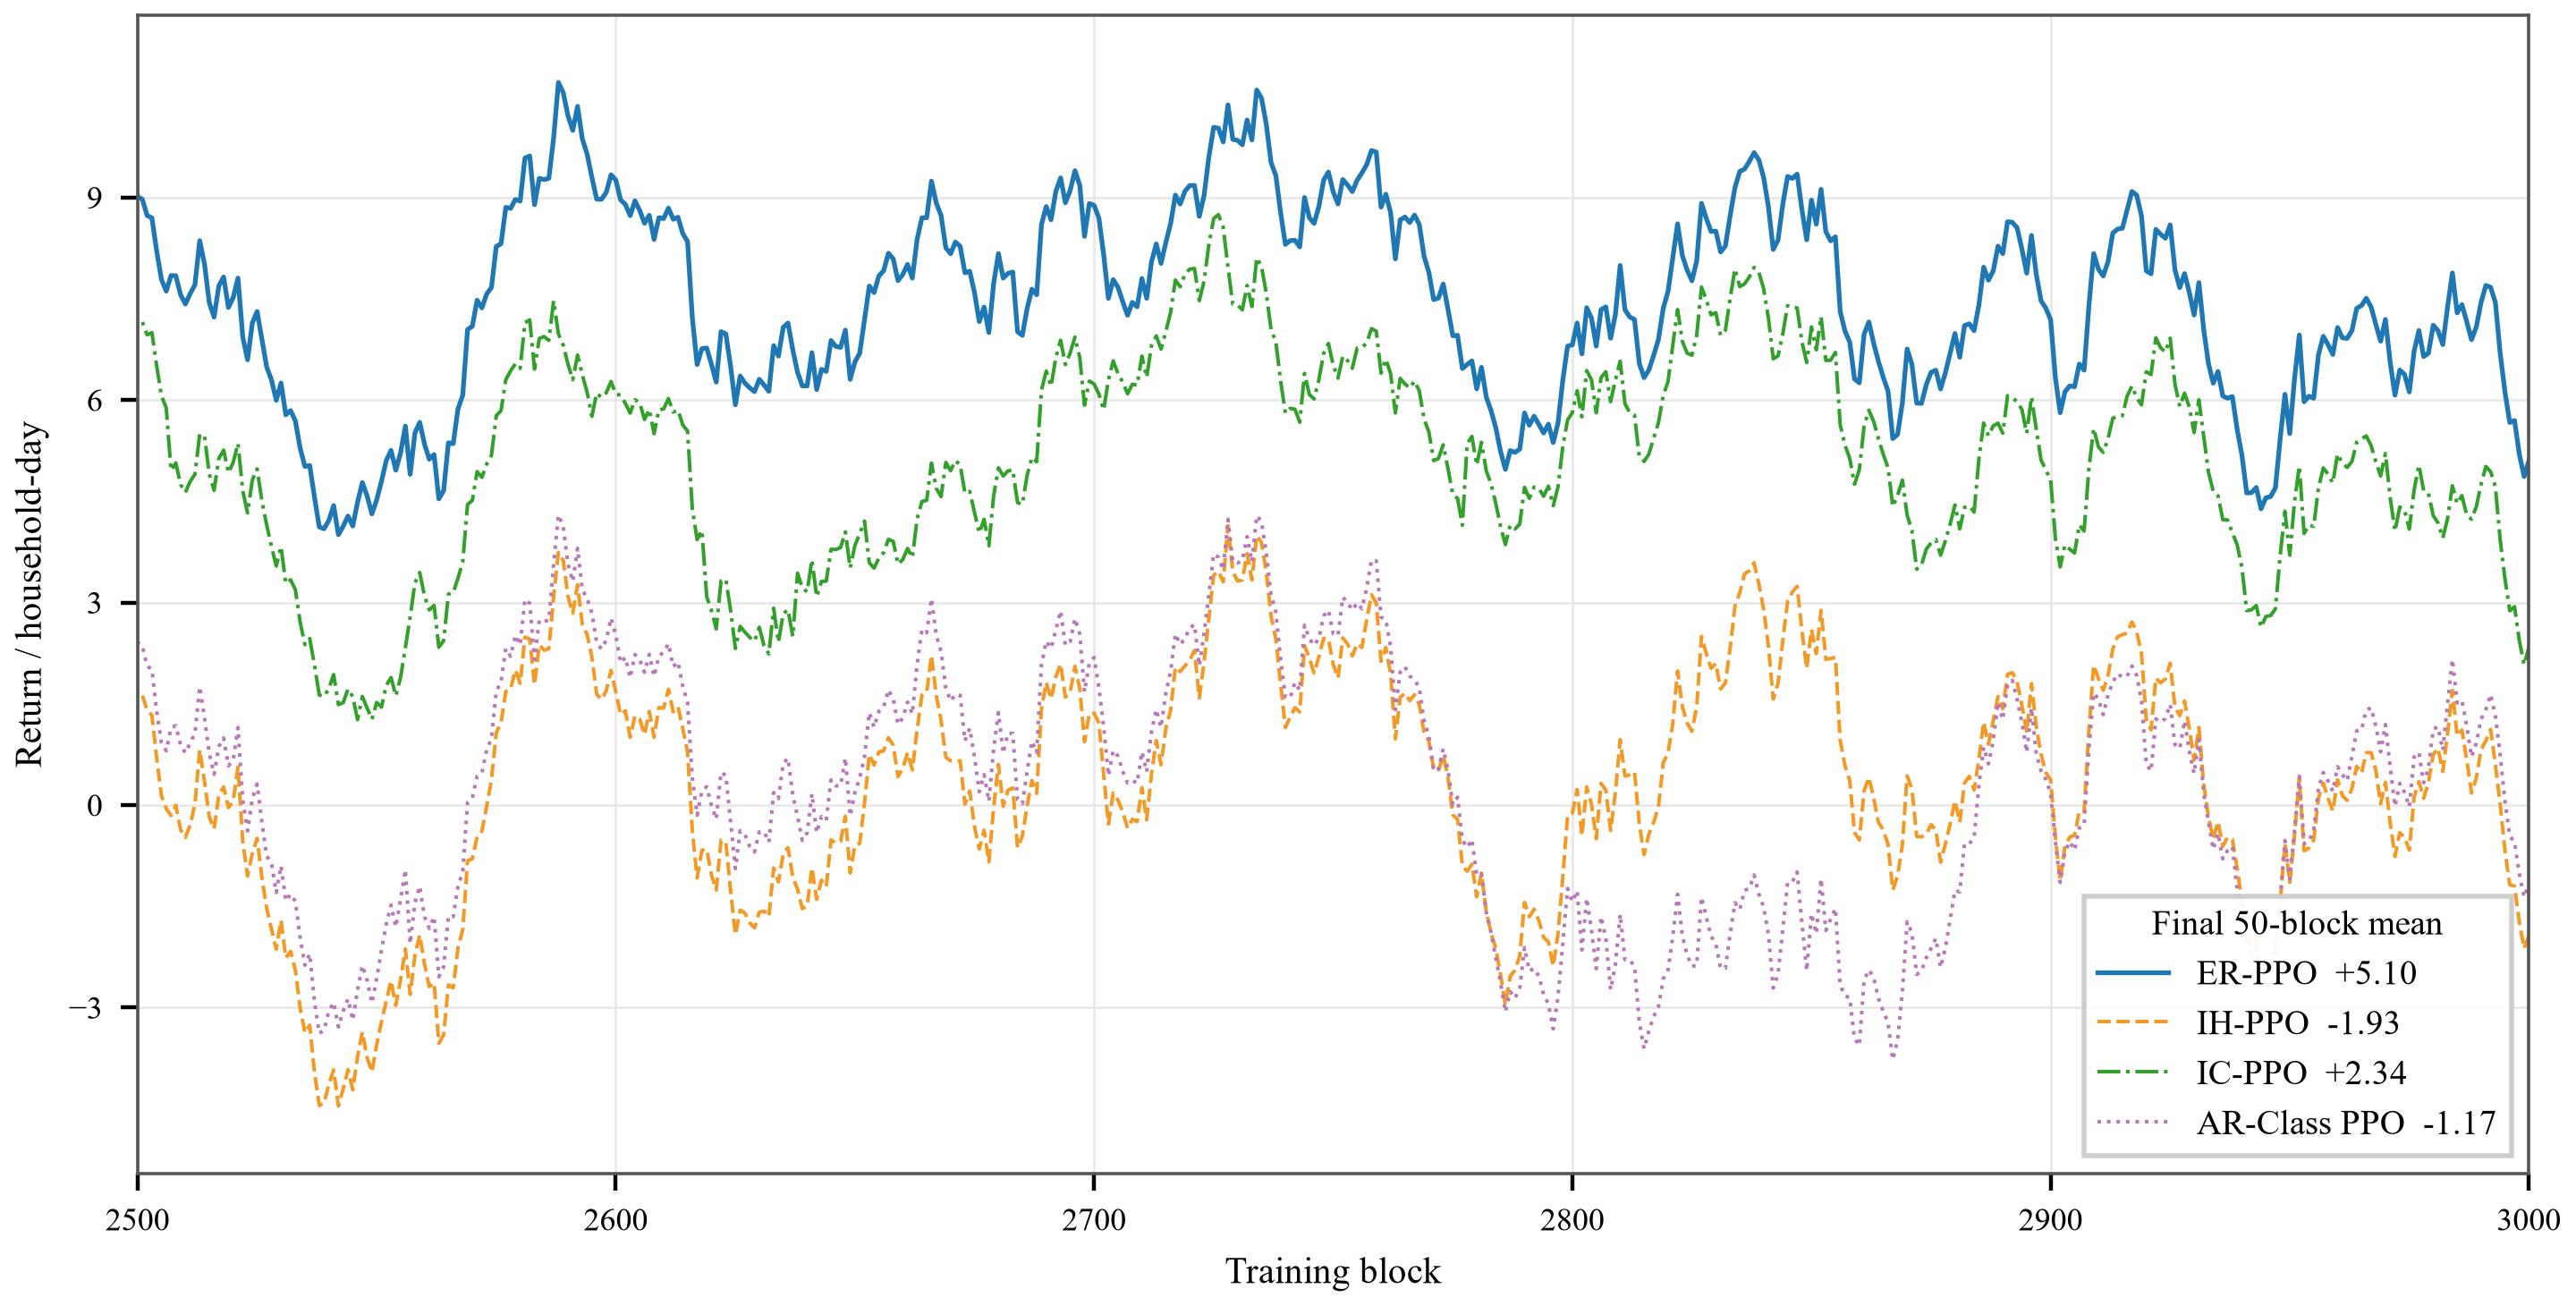 Return / household-day
9
6
3
0
−3
2500 2600 2700 2800 2900 3000
Training block
Final 50-block mean
ER-PPO +5.10
IH-PPO -1.93
IC-PPO +2.34
AR-Class PPO -1.17